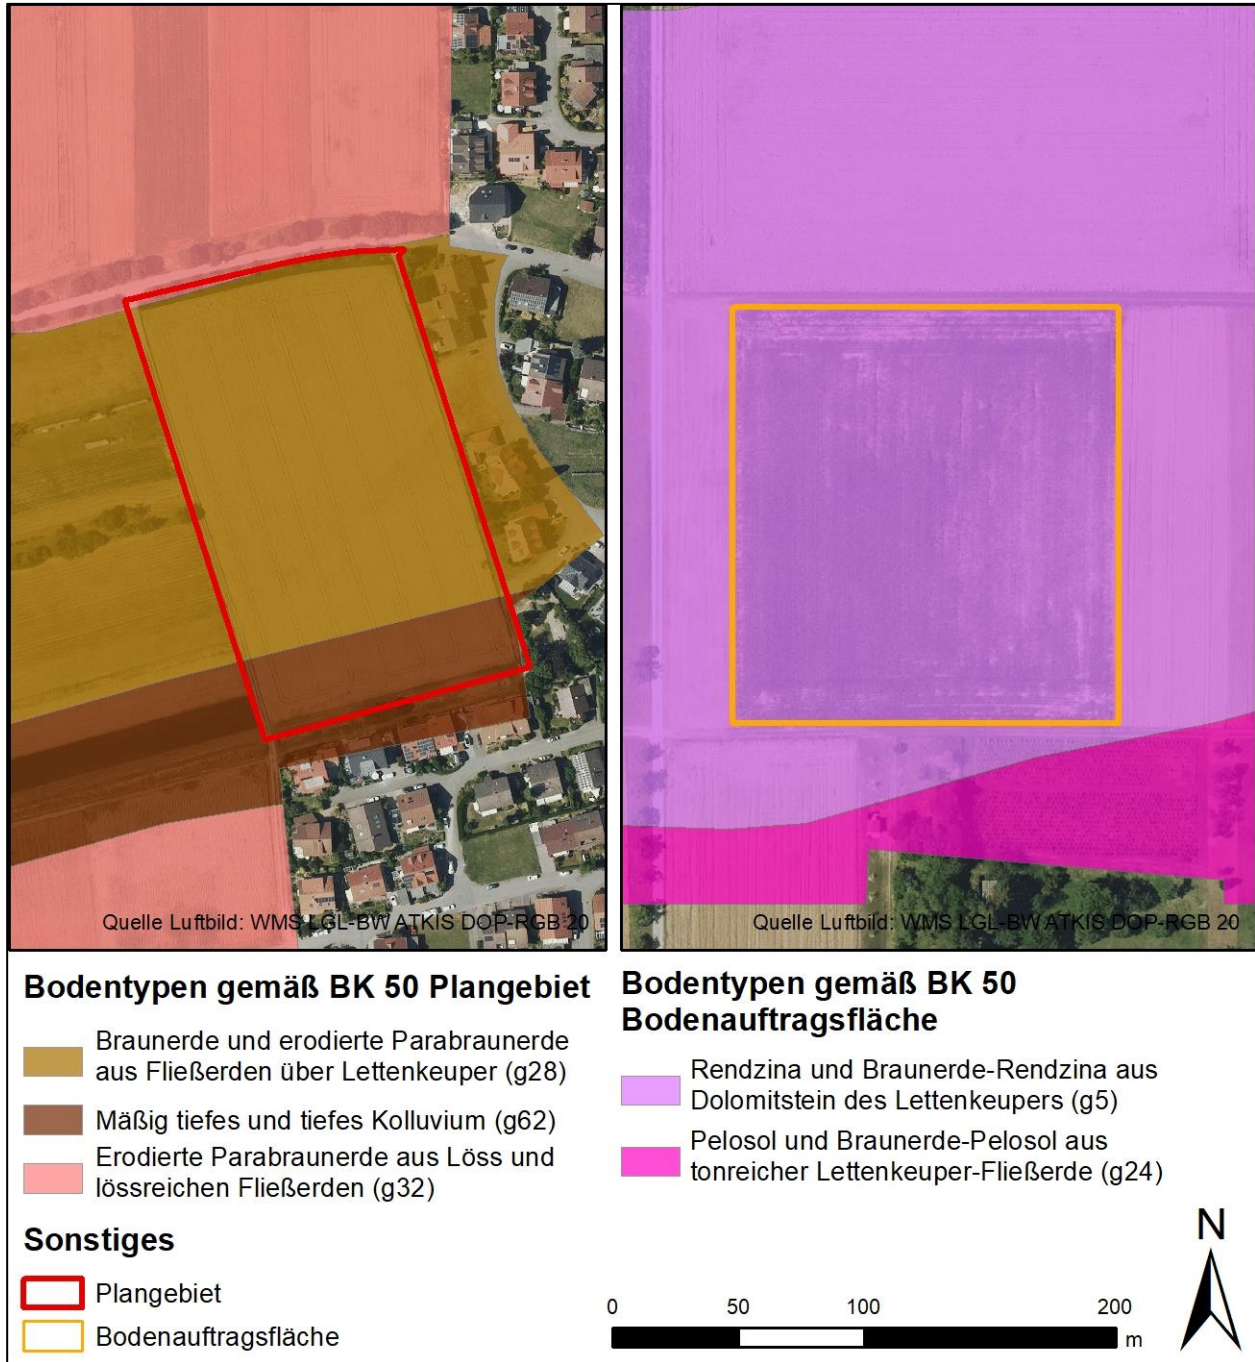 Quelle Luftbild: WMS LGL-BW ATKIS DOP-RGB 20
Quelle Luftbild: WMS LGL-BW ATKIS DOP-RGB 20
Bodentypen gemäß BK 50 Plangebiet
Braunerde und erodierte Parabraunerde
aus Fließerden über Lettenkeuper (g28)
Mäßig tiefes und tiefes Kolluvium (g62)
Erodierte Parabraunerde aus Löss und
lössreichen Fließerden (g32)
Bodentypen gemäß BK 50
Bodenauftragsfläche
Rendzina und Braunerde-Rendzina aus
Dolomitstein des Lettenkeupers (g5)
Pelosol und Braunerde-Pelosol aus
tonreicher Lettenkeuper-Fließerde (g24)
Sonstiges
Plangebiet
Bodenauftragsfläche
0 50 100 200
m
N